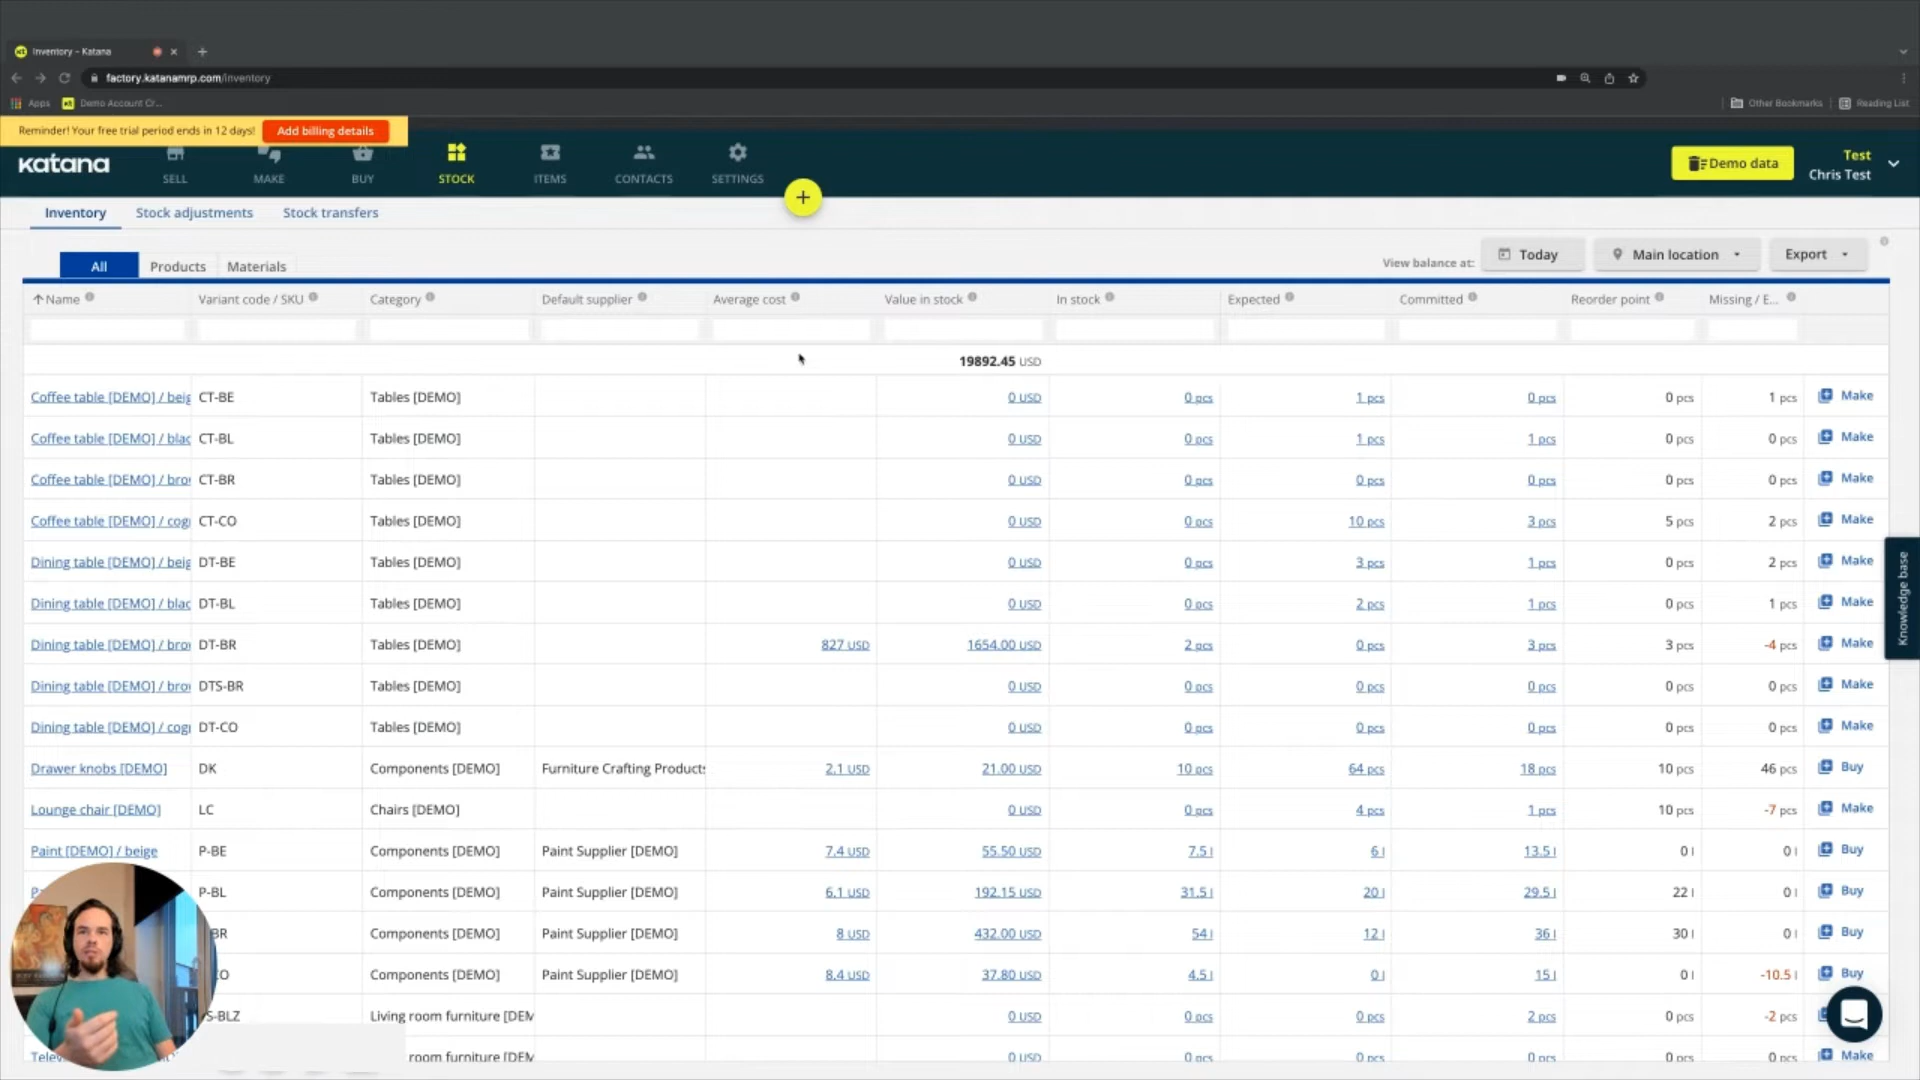 Inventory – Katana
factory.katanamrp.com/inventory
Apps Demo Account Cr... Other Bookmarks Reading List
Reminder! Your free trial period ends in 12 days! Add billing details
katana SELL MAKE BUY STOCK ITEMS CONTACTS SETTINGS Demo data Test
Chris Test
Inventory Stock adjustments Stock transfers
All Products Materials View balance at: Today Main location Export
Name Variant code / SKU Category Default supplier Average cost Value in stock In stock Expected Committed Reorder point Missing / E...
19892.45 USD
Coffee table [DEMO] / beig CT-BE Tables [DEMO] 0 USD 0 pcs 1 pcs 0 pcs 0 pcs 1 pcs Make
Coffee table [DEMO] / blac CT-BL Tables [DEMO] 0 USD 0 pcs 1 pcs 1 pcs 0 pcs 0 pcs Make
Coffee table [DEMO] / brow CT-BR Tables [DEMO] 0 USD 0 pcs 0 pcs 0 pcs 0 pcs 0 pcs Make
Coffee table [DEMO] / cog CT-CO Tables [DEMO] 0 USD 0 pcs 10 pcs 3 pcs 5 pcs 2 pcs Make
Dining table [DEMO] / beig DT-BE Tables [DEMO] 0 USD 0 pcs 3 pcs 1 pcs 0 pcs 2 pcs Make
Dining table [DEMO] / blac DT-BL Tables [DEMO] 0 USD 0 pcs 2 pcs 1 pcs 0 pcs 1 pcs Make
Dining table [DEMO] / brow DT-BR Tables [DEMO] 827 USD 1654.00 USD 2 pcs 0 pcs 3 pcs 3 pcs -4 pcs Make
Dining table [DEMO] / brow DTS-BR Tables [DEMO] 0 USD 0 pcs 0 pcs 0 pcs 0 pcs 0 pcs Make
Dining table [DEMO] / cog DT-CO Tables [DEMO] 0 USD 0 pcs 0 pcs 0 pcs 0 pcs 0 pcs Make
Drawer knobs [DEMO] DK Components [DEMO] Furniture Crafting Products 2.1 USD 21.00 USD 10 pcs 64 pcs 18 pcs 10 pcs 46 pcs Buy
Lounge chair [DEMO] LC Chairs [DEMO] 0 USD 0 pcs 4 pcs 1 pcs 10 pcs -7 pcs Make
Paint [DEMO] / beige P-BE Components [DEMO] Paint Supplier [DEMO] 7.4 USD 55.50 USD 7.5 l 6 l 13.5 l 0 l 0 l Buy
P-BL Components [DEMO] Paint Supplier [DEMO] 6.1 USD 192.15 USD 31.5 l 20 l 29.5 l 22 l 0 l Buy
BR Components [DEMO] Paint Supplier [DEMO] 8 USD 432.00 USD 54 l 12 l 36 l 30 l 0 l Buy
CO Components [DEMO] Paint Supplier [DEMO] 8.4 USD 37.80 USD 4.5 l 0 l 15 l 0 l -10.5 l Buy
S-BLZ Living room furniture [DEM 0 USD 0 pcs 0 pcs 2 pcs 0 pcs -2 pcs
Telev room furniture [DEM 0 USD 0 pcs 0 pcs 0 pcs 0 pcs 0 pcs Make
Knowledge base